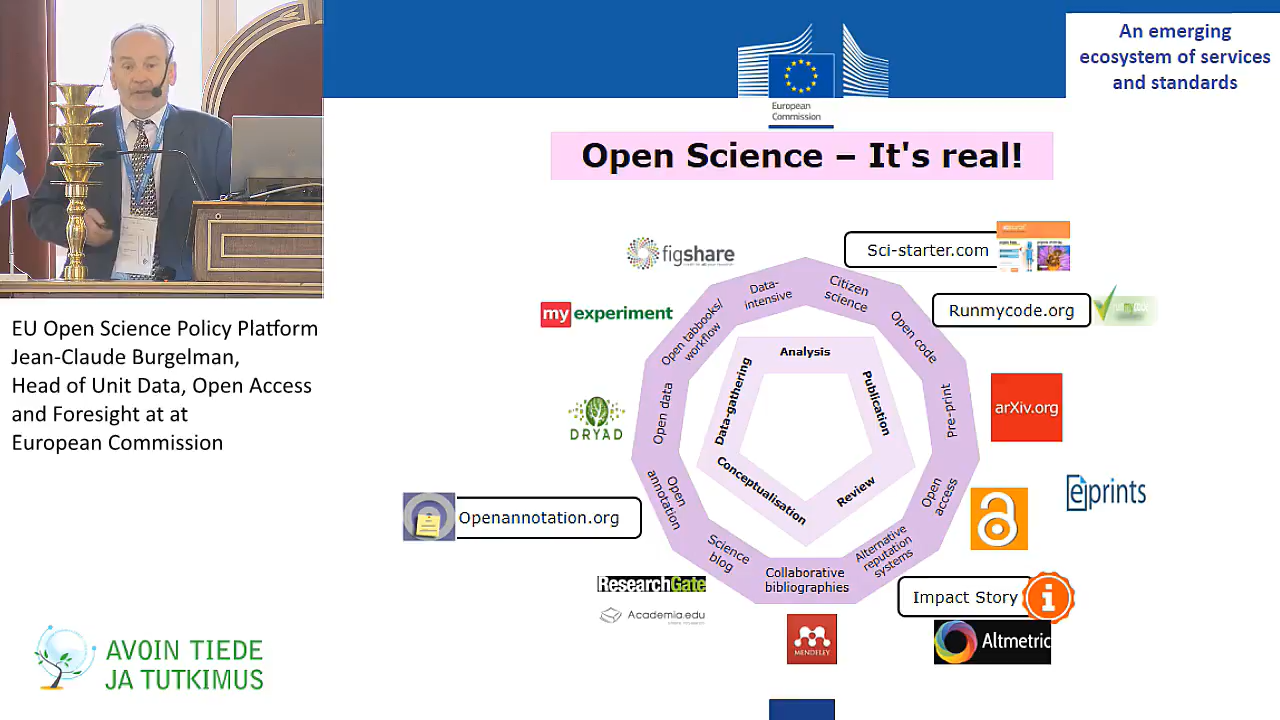 An emerging
ecosystem of services
and standards
European
Commission
Open Science – It's real!
figshare
Sci-starter.com
my experiment
Runmycode.org
Data-
intensive
Citizen
science
Open tabbooks/
workflow
Open code
Analysis
Data-gathering
Publication
Open data
Pre-print
arXiv.org
DRYAD
Conceptualisation
Review
Open
annotation
Open
access
eprints
Openannotation.org
Science
blog
Alternative
reputation
systems
Collaborative
bibliographies
ResearchGate
Academia.edu
Impact Story
i
MENDELEY
Altmetric
EU Open Science Policy Platform
Jean-Claude Burgelman,
Head of Unit Data, Open Access
and Foresight at at
European Commission
AVOIN TIEDE
JA TUTKIMUS